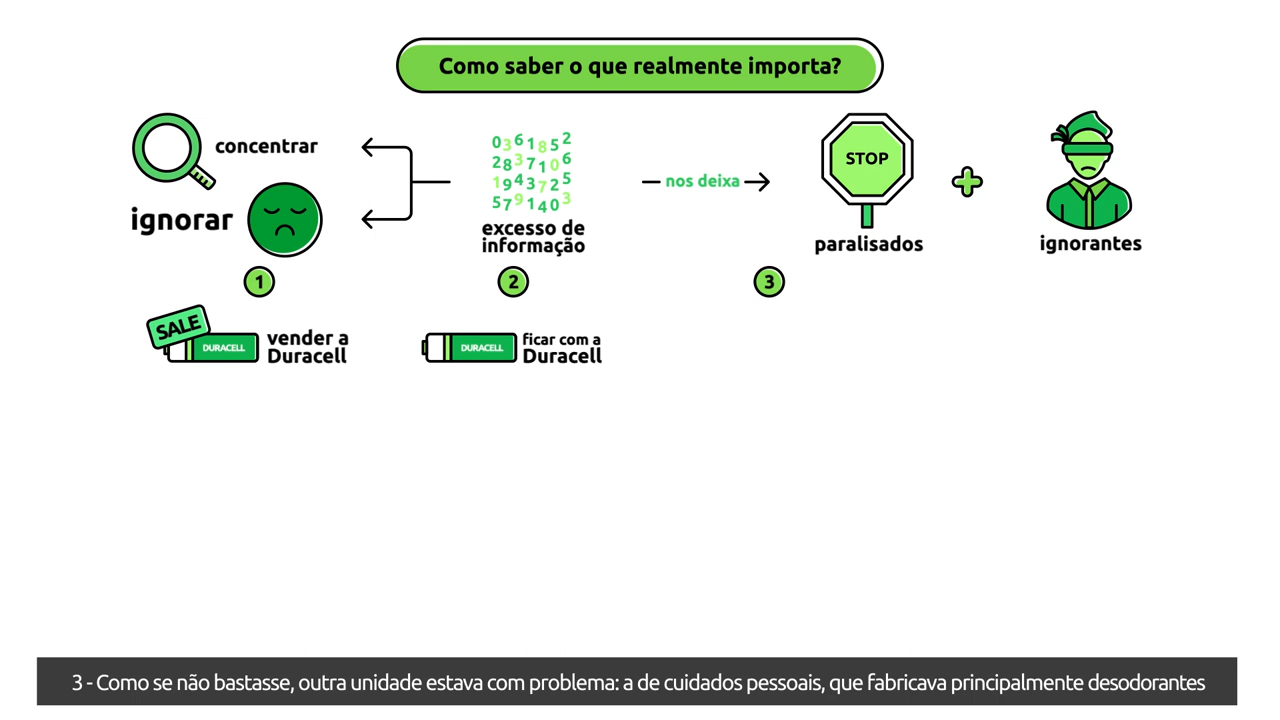 Como saber o que realmente importa?
concentrar
ignorar
0361852
2837106
1943725
5791403
excesso de
informação
nos deixa
STOP
paralisados
ignorantes
1
2
3
SALE
DURACELL
vender a
Duracell
DURACELL
ficar com a
Duracell
3 - Como se não bastasse, outra unidade estava com problema: a de cuidados pessoais, que fabricava principalmente desodorantes